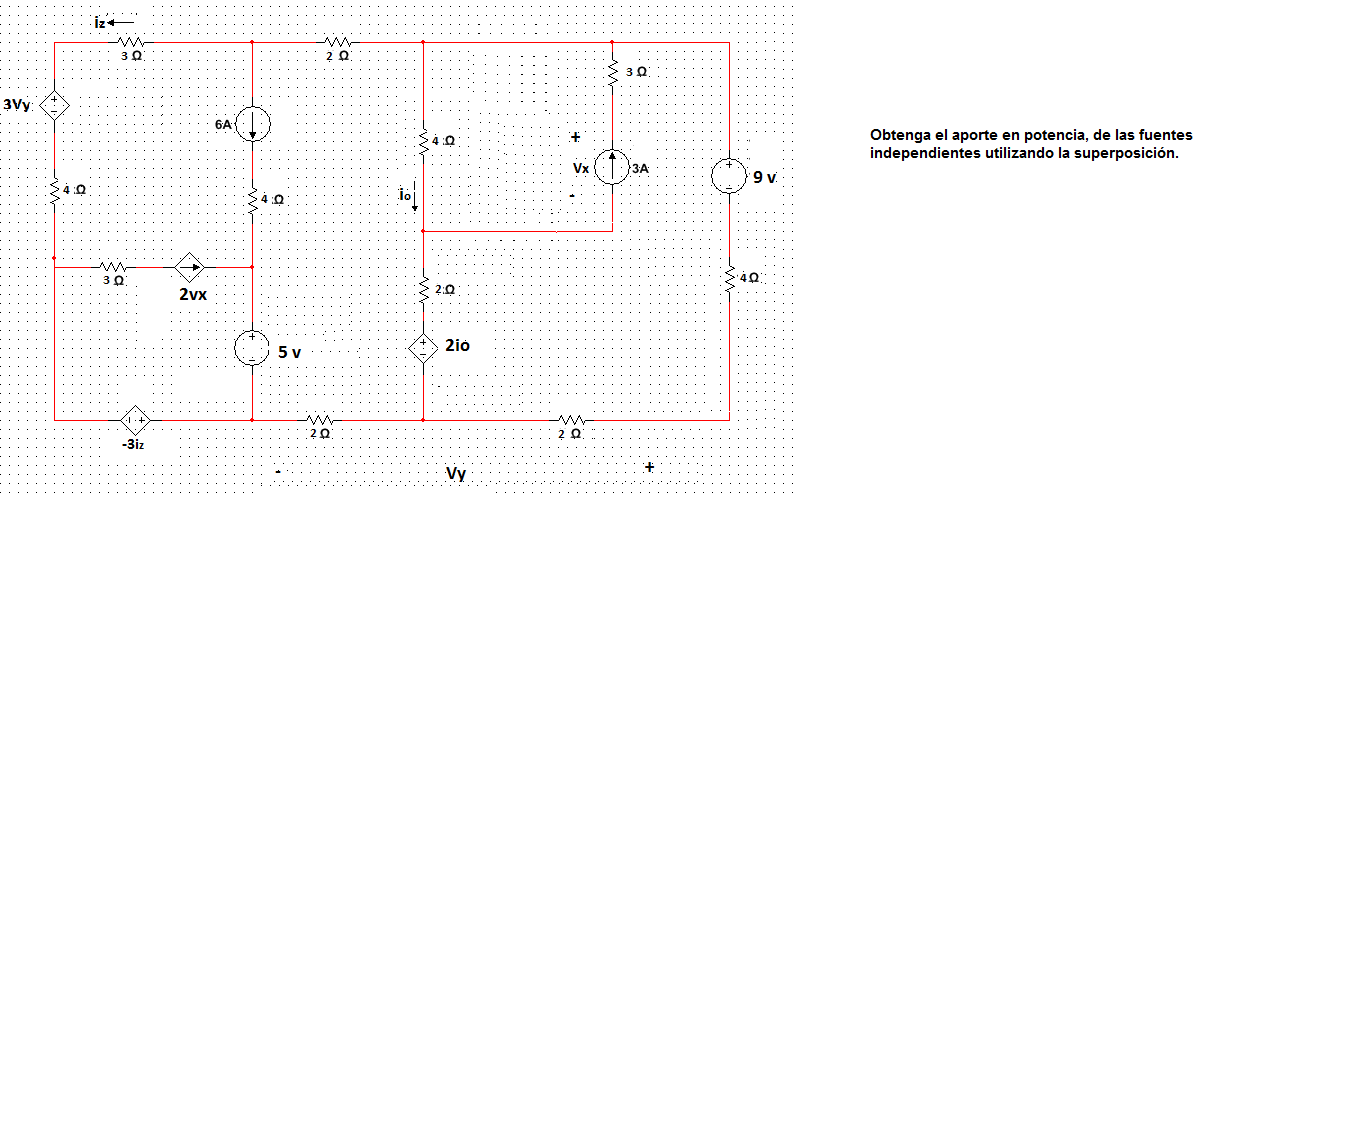 iz
3 Ω
2 Ω
3 Ω
3Vy
6A
4 Ω
+
Vx
3A
9 v
4 Ω
4 Ω
io
-
3 Ω
2vx
2 Ω
4 Ω
5 v
2io
-3iz
2 Ω
2 Ω
-
Vy
+
Obtenga el aporte en potencia, de las fuentes
independientes utilizando la superposición.